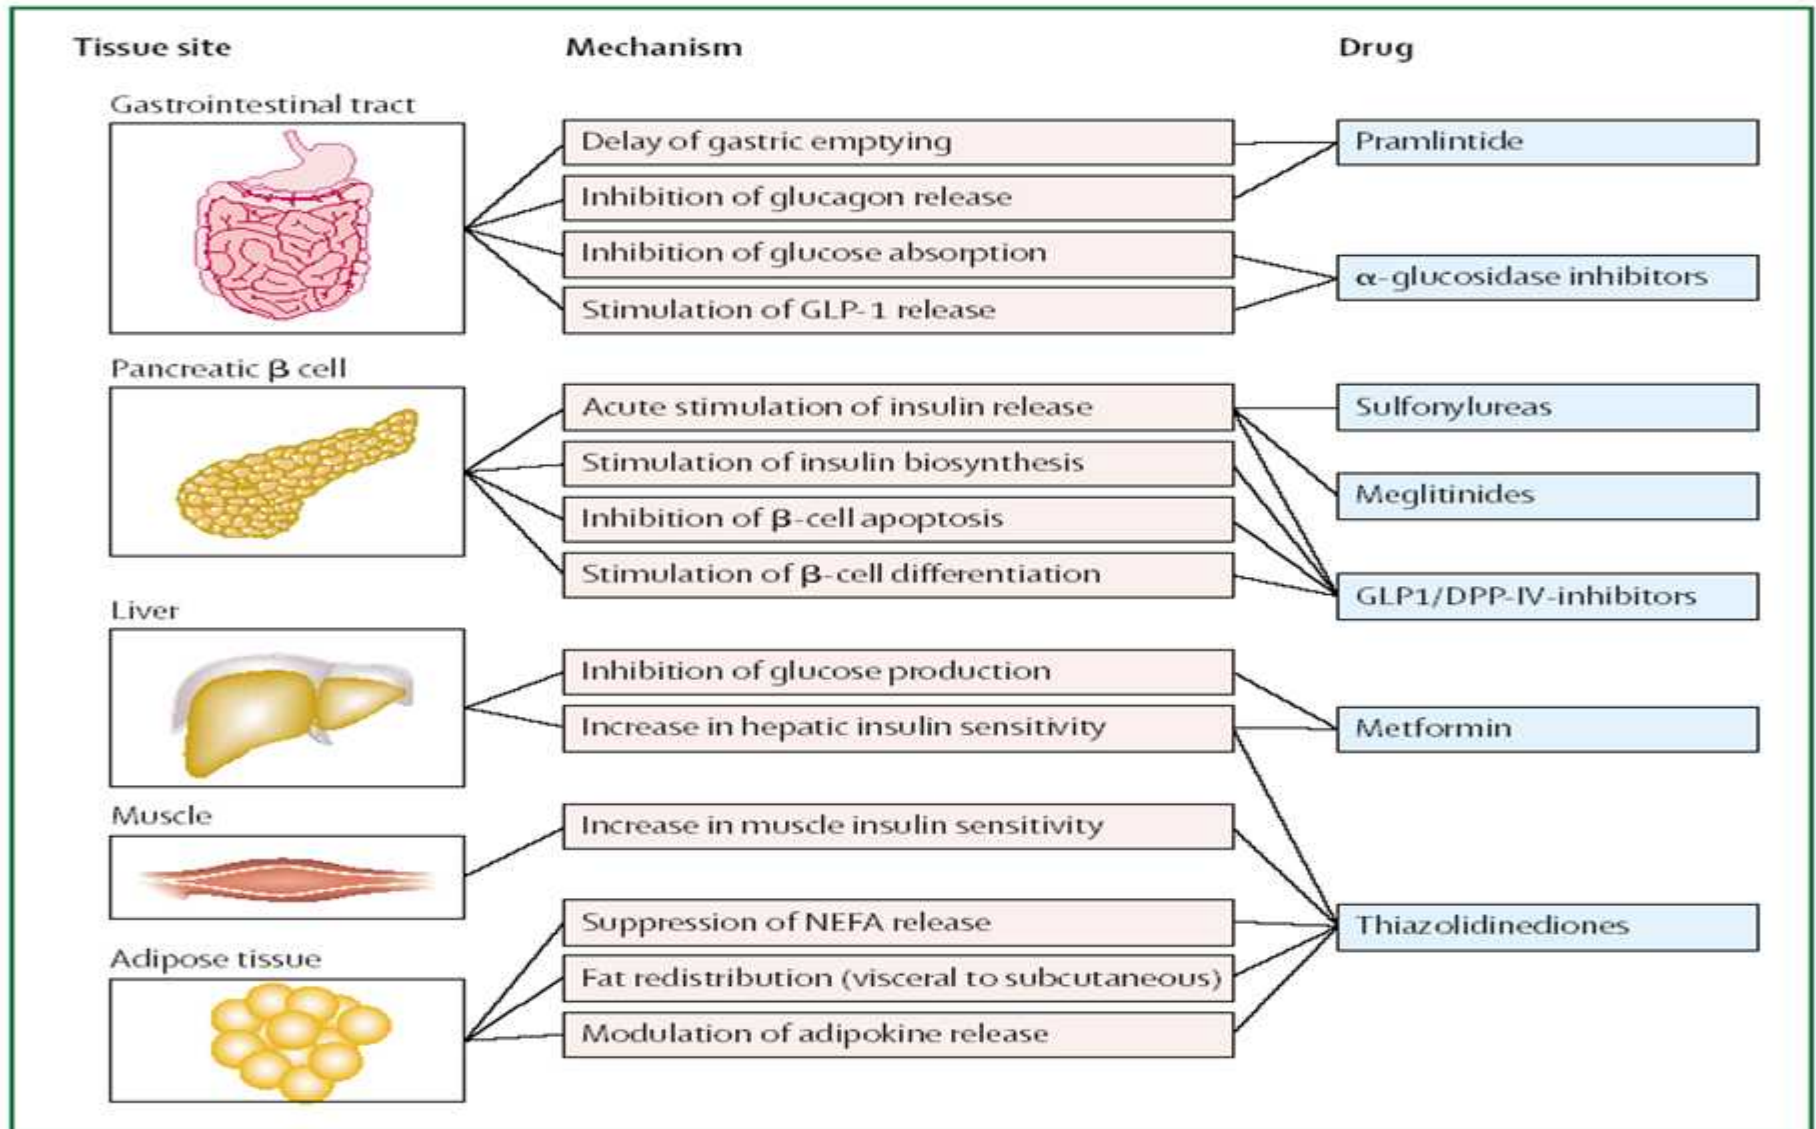 Tissue site
Mechanism
Drug
Gastrointestinal tract
Delay of gastric emptying
Inhibition of glucagon release
Inhibition of glucose absorption
Stimulation of GLP-1 release
Pramlintide
α-glucosidase inhibitors
Pancreatic β cell
Acute stimulation of insulin release
Stimulation of insulin biosynthesis
Inhibition of β-cell apoptosis
Stimulation of β-cell differentiation
Sulfonylureas
Meglitinides
GLP1/DPP-IV-inhibitors
Liver
Inhibition of glucose production
Increase in hepatic insulin sensitivity
Metformin
Muscle
Increase in muscle insulin sensitivity
Adipose tissue
Suppression of NEFA release
Fat redistribution (visceral to subcutaneous)
Modulation of adipokine release
Thiazolidinediones